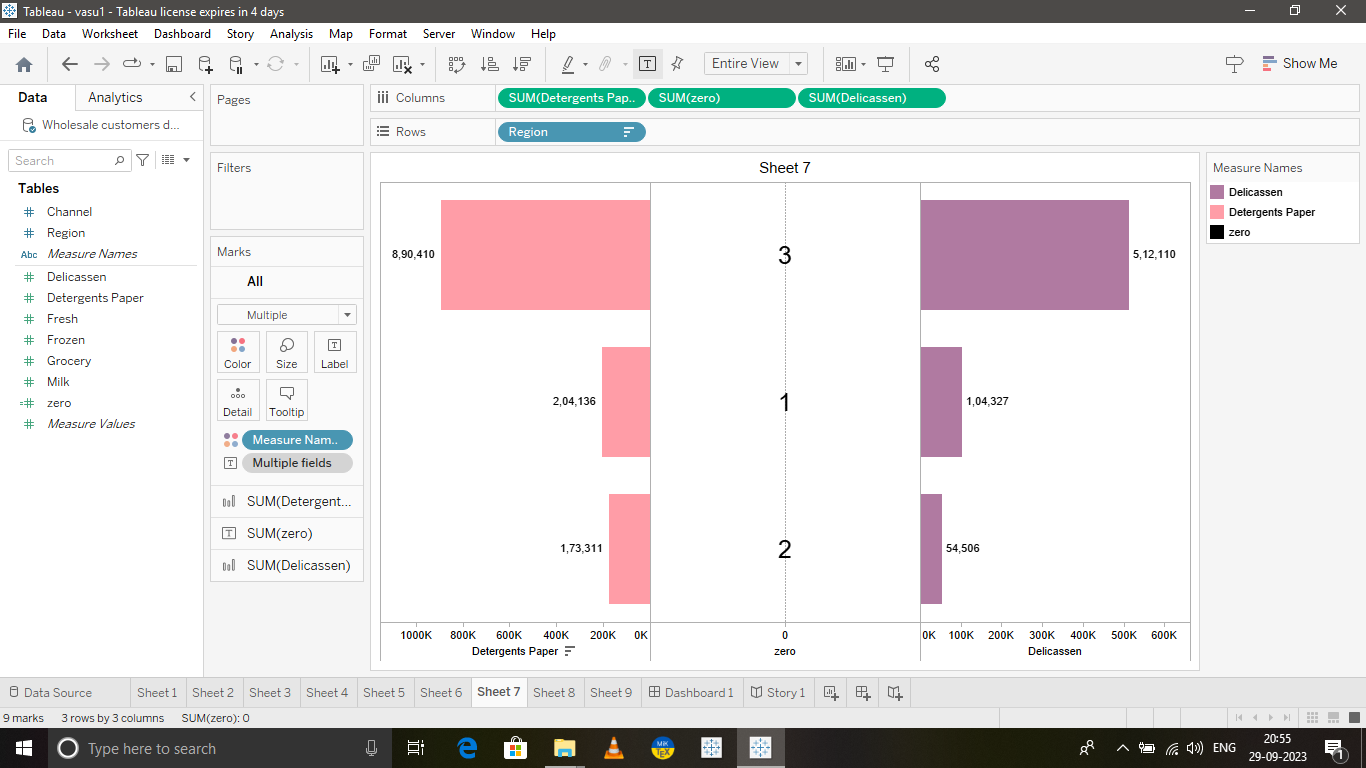 Tableau - vasu1 - Tableau license expires in 4 days
File Data Worksheet Dashboard Story Analysis Map Format Server Window Help
Entire View
Show Me
Data Analytics
Wholesale customers d...
Search
Tables
Channel
Region
Abc Measure Names
Delicassen
Detergents Paper
Fresh
Frozen
Grocery
Milk
zero
Measure Values
Pages
Filters
Marks
All
Multiple
Color Size Label
Detail Tooltip
Measure Nam..
Multiple fields
SUM(Detergent...
SUM(zero)
SUM(Delicassen)
Columns SUM(Detergents Pap.. SUM(zero) SUM(Delicassen)
Rows Region
Sheet 7
8,90,410 3 5,12,110
2,04,136 1 1,04,327
1,73,311 2 54,506
1000K 800K 600K 400K 200K 0K 0 0K 100K 200K 300K 400K 500K 600K
Detergents Paper zero Delicassen
Measure Names
Delicassen
Detergents Paper
zero
Data Source Sheet 1 Sheet 2 Sheet 3 Sheet 4 Sheet 5 Sheet 6 Sheet 7 Sheet 8 Sheet 9 Dashboard 1 Story 1
9 marks 3 rows by 3 columns SUM(zero): 0
Type here to search
MiK
TEX
ENG
20:55
29-09-2023
1